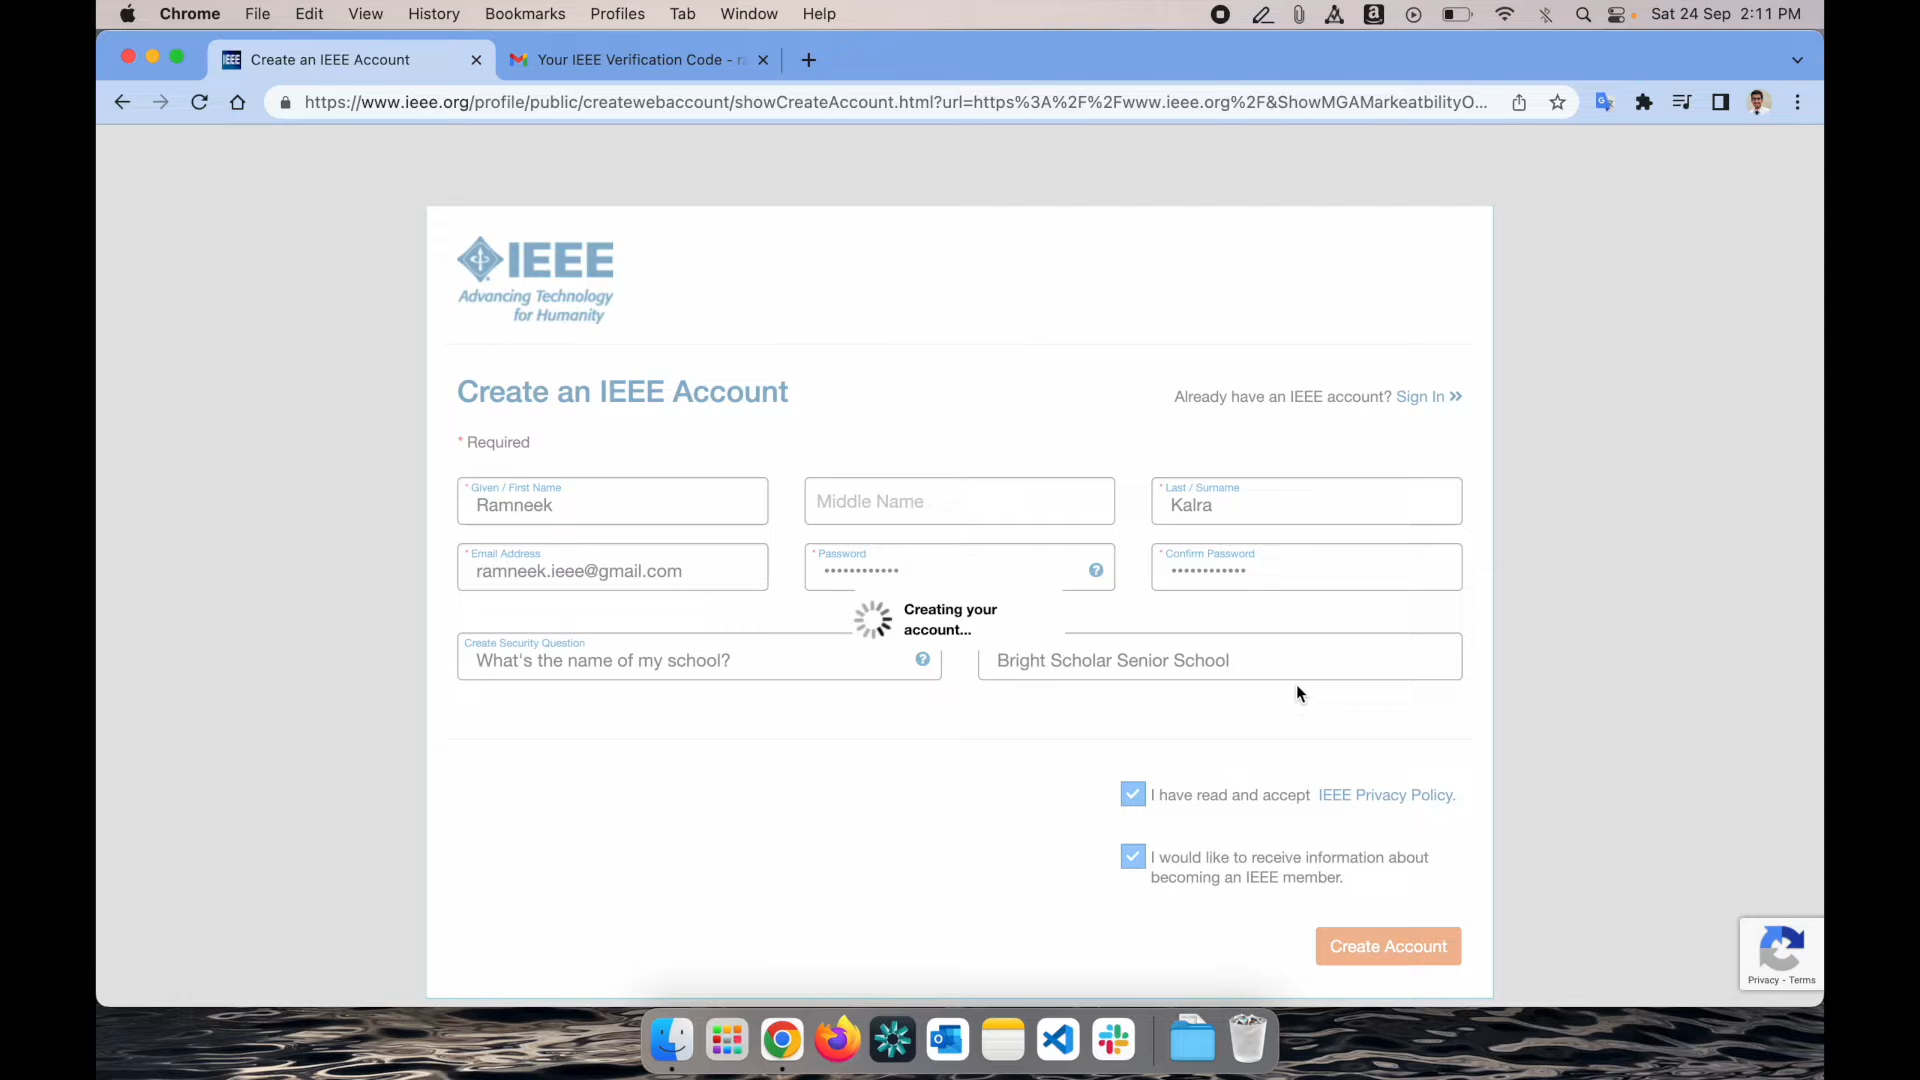 Chrome File Edit View History Bookmarks Profiles Tab Window Help Sat 24 Sep 2:11 PM
Create an IEEE Account
Your IEEE Verification Code -
https://www.ieee.org/profile/public/createwebaccount/showCreateAccount.html?url=https%3A%2F%2Fwww.ieee.org%2F&ShowMGAMarkeatbilityO...
IEEE
Advancing Technology
for Humanity
Create an IEEE Account
Already have an IEEE account? Sign In »
* Required
* Given / First Name
Ramneek
Middle Name
* Last / Surname
Kalra
* Email Address
ramneek.ieee@gmail.com
* Password
••••••••••••
* Confirm Password
••••••••••••
Creating your
account...
Create Security Question
What's the name of my school?
Bright Scholar Senior School
I have read and accept IEEE Privacy Policy.
I would like to receive information about
becoming an IEEE member.
Create Account
Privacy - Terms